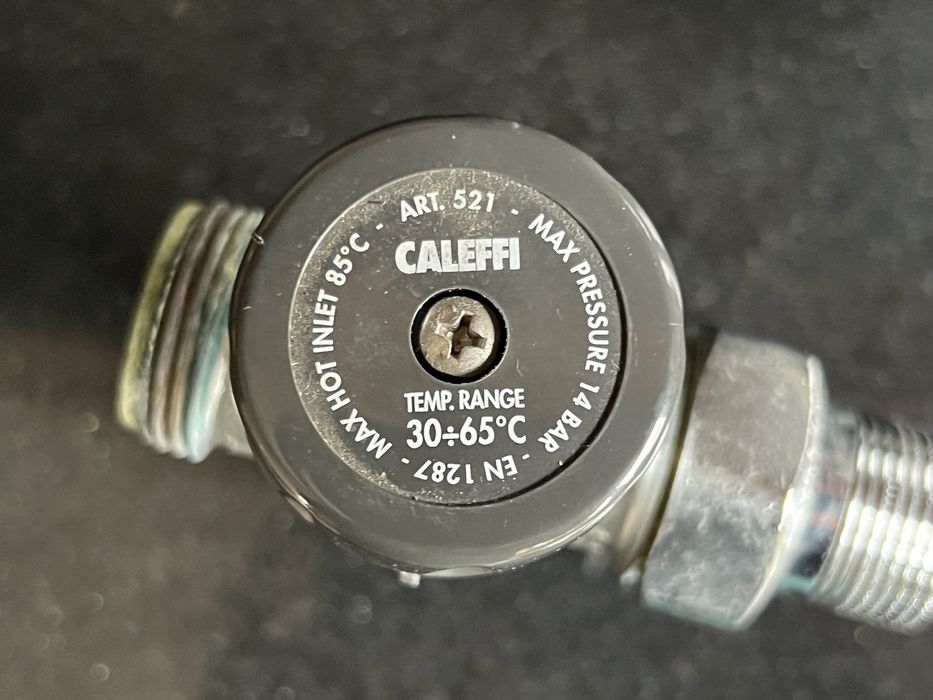 ART. 521 - MAX PRESSURE 14 BAR - EN 1287 - MAX HOT INLET 85°C -
CALEFFI
TEMP. RANGE
30÷65°C